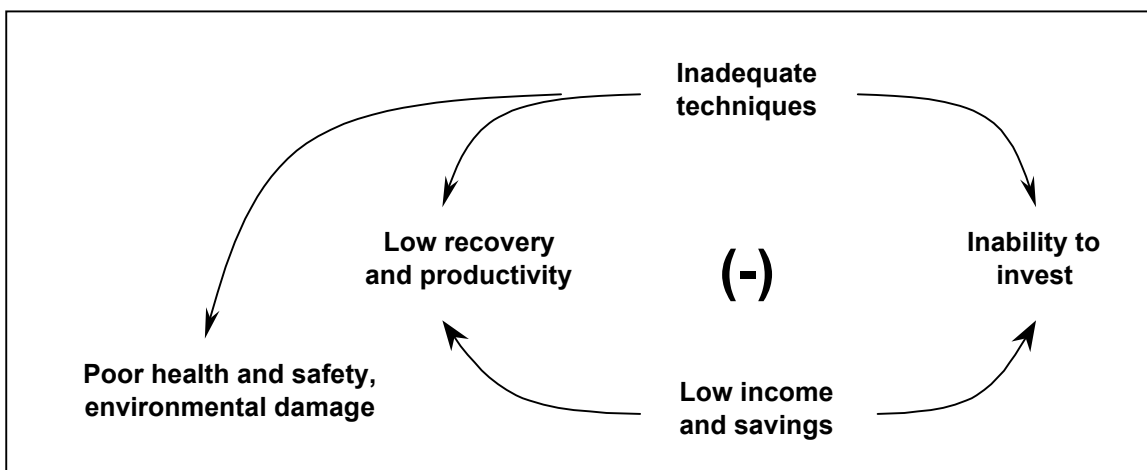 Inadequate
techniques
Low recovery
and productivity
(-)
Inability to
invest
Poor health and safety,
environmental damage
Low income
and savings